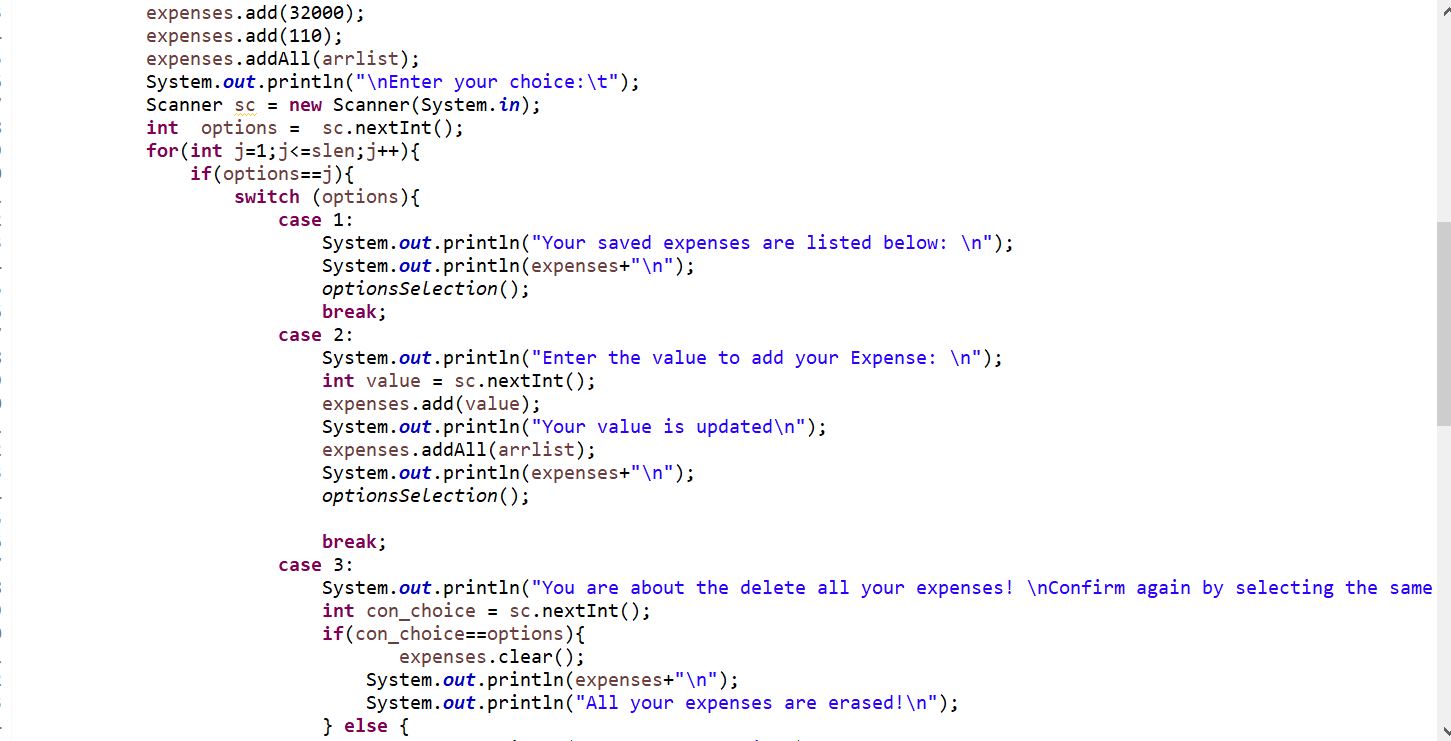 expenses.add(32000);
expenses.add(110);
expenses.addAll(arrlist);
System.out.println("\nEnter your choice:\t");
Scanner sc = new Scanner(System.in);
int  options =  sc.nextInt();
for(int j=1;j<=slen;j++){
if(options==j){
switch (options){
case 1:
System.out.println("Your saved expenses are listed below: \n");
System.out.println(expenses+"\n");
optionsSelection();
break;
case 2:
System.out.println("Enter the value to add your Expense: \n");
int value = sc.nextInt();
expenses.add(value);
System.out.println("Your value is updated\n");
expenses.addAll(arrlist);
System.out.println(expenses+"\n");
optionsSelection();
break;
case 3:
System.out.println("You are about the delete all your expenses! \nConfirm again by selecting the same
int con_choice = sc.nextInt();
if(con_choice==options){
expenses.clear();
System.out.println(expenses+"\n");
System.out.println("All your expenses are erased!\n");
} else {